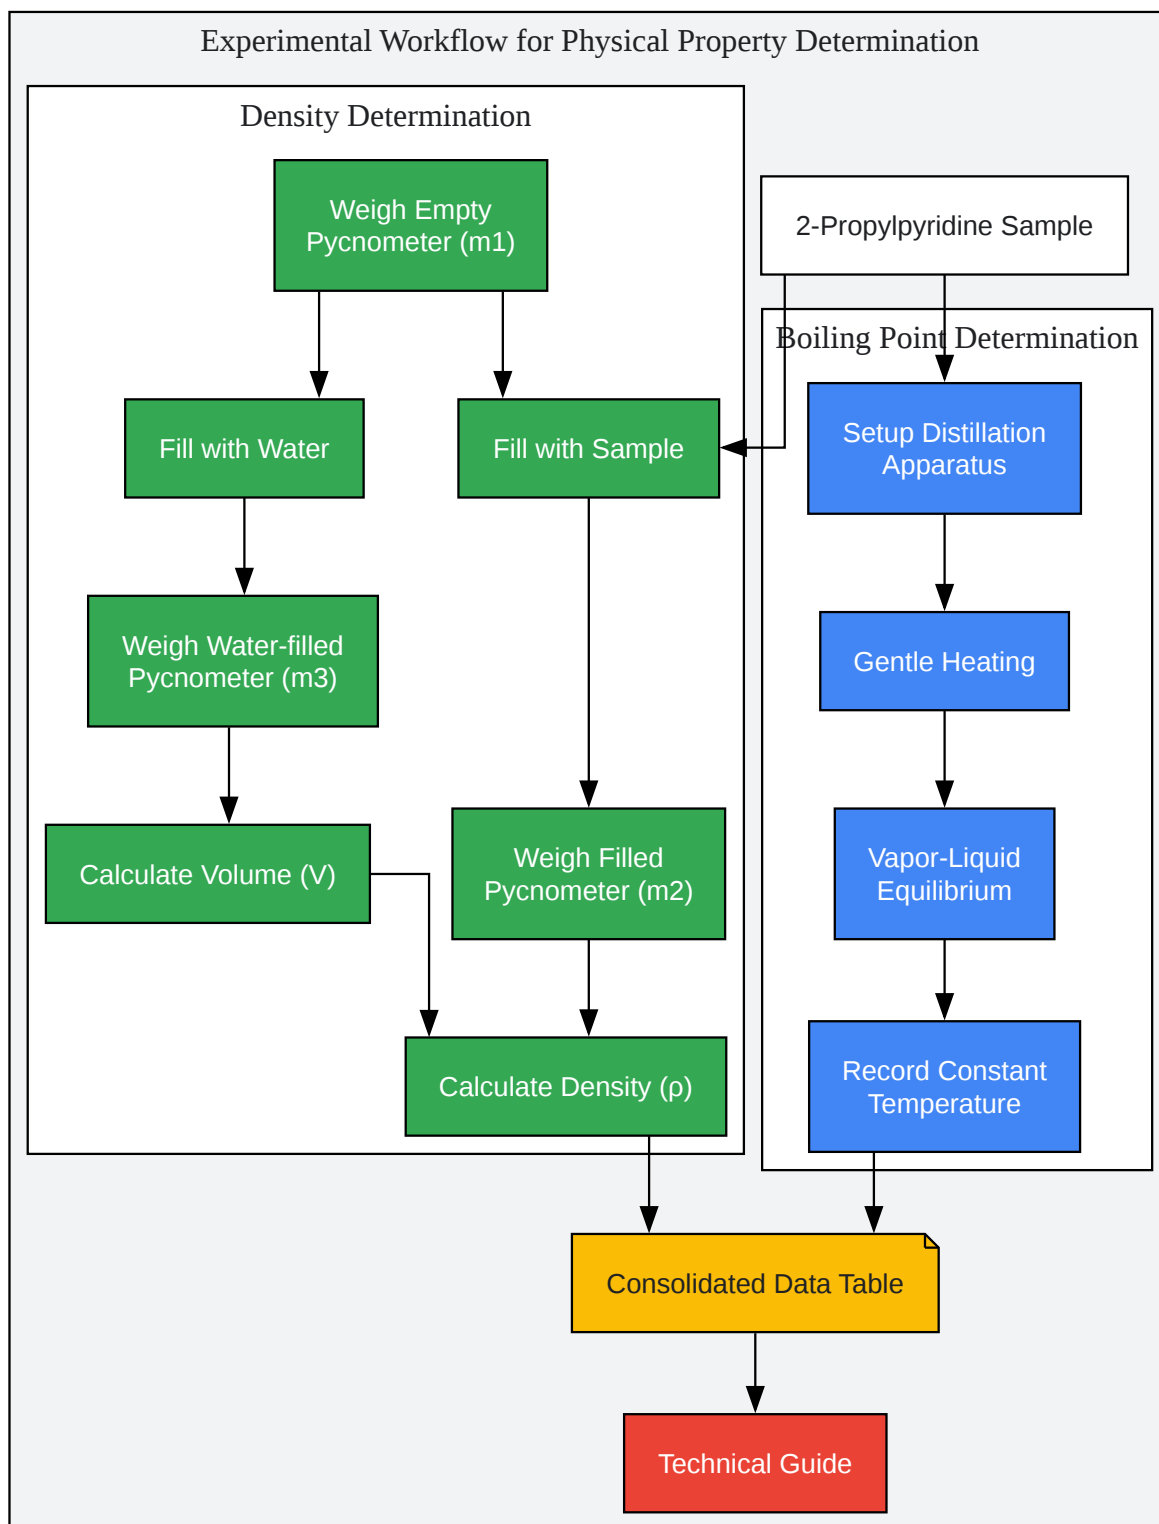 Experimental Workflow for Physical Property Determination
Density Determination
Weigh Empty
Pycnometer (m1)
2-Propylpyridine Sample
Boiling Point Determination
Fill with Water
Fill with Sample
Setup Distillation
Apparatus
Weigh Water-filled
Pycnometer (m3)
Gentle Heating
Calculate Volume (V)
Weigh Filled
Pycnometer (m2)
Vapor-Liquid
Equilibrium
Calculate Density (ρ)
Record Constant
Temperature
Consolidated Data Table
Technical Guide